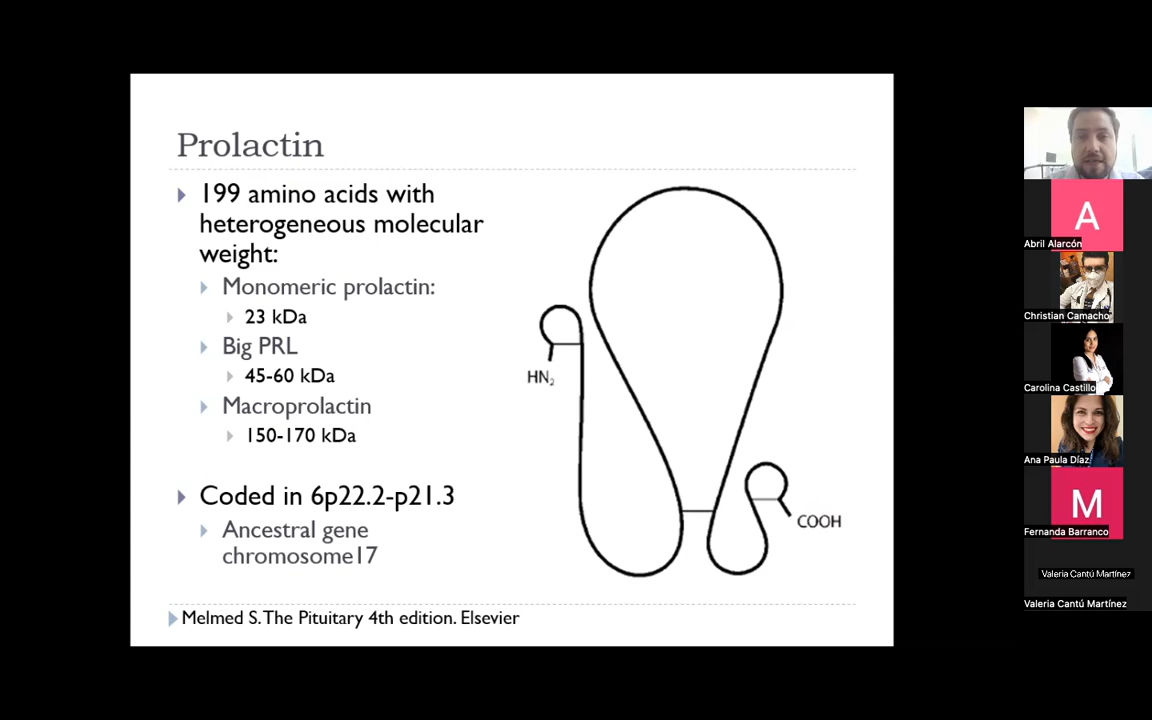 Prolactin
199 amino acids with
heterogeneous molecular
weight:
Monomeric prolactin:
23 kDa
Big PRL
45-60 kDa
Macroprolactin
150-170 kDa
Coded in 6p22.2-p21.3
Ancestral gene
chromosome17
HN2
COOH
Melmed S. The Pituitary 4th edition. Elsevier
A
Abril Alarcón
Christian Camacho
Carolina Castillo
Ana Paula Díaz
M
Fernanda Barranco
Valeria Cantú Martínez
Valeria Cantú Martínez